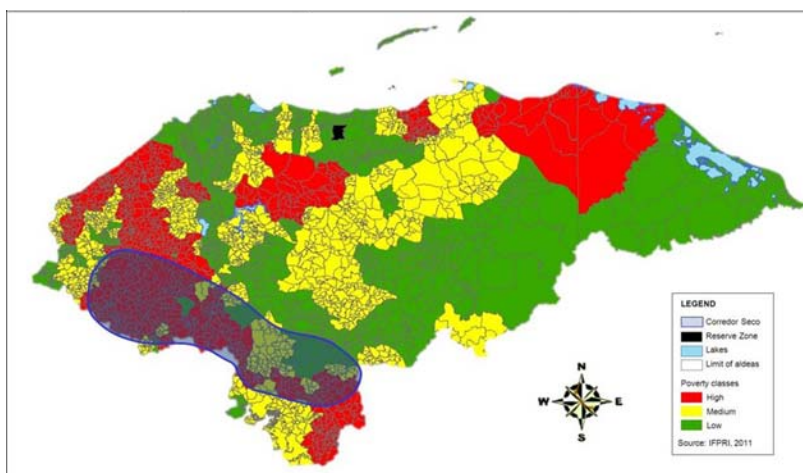 N
W
E
S
LEGEND
Corredor Seco
Reserve Zone
Lakes
Limit of aldeas
Poverty classes
High
Medium
Low
Source: IFPRI, 2011